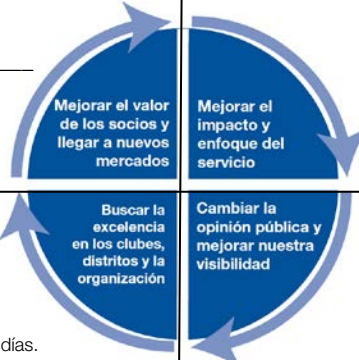 Mejorar el valor
de los socios y
llegar a nuevos
mercados
Mejorar el
impacto y
enfoque del
servicio
Buscar la
excelencia
en los clubes,
distritos y la
organización
Cambiar la
opinión pública y
mejorar nuestra
visibilidad
días.